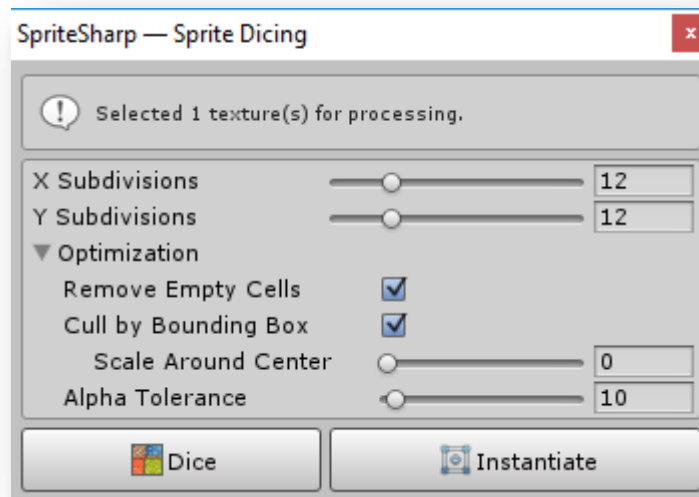 SpriteSharp — Sprite Dicing
x
Selected 1 texture(s) for processing.
X Subdivisions 12
Y Subdivisions 12
Optimization
Remove Empty Cells
Cull by Bounding Box
Scale Around Center 0
Alpha Tolerance 10
Dice Instantiate